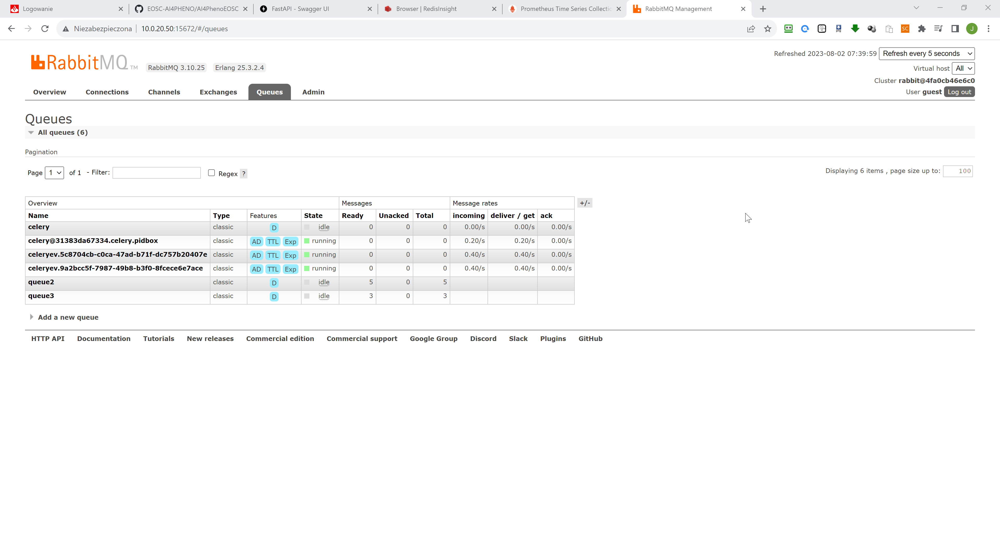 Logowanie
EOSC-AI4PHENO/AI4PhenoEOSC
FastAPI - Swagger UI
Browser | RedisInsight
Prometheus Time Series Collectio
RabbitMQ Management
Niezabezpieczona
10.0.20.50:15672/#/queues
png
SC
J
RabbitMQ TM
RabbitMQ 3.10.25
Erlang 25.3.2.4
Refreshed 2023-08-02 07:39:59
Refresh every 5 seconds
Virtual host All
Cluster rabbit@4fa0cb46e6c0
User guest Log out
Overview Connections Channels Exchanges Queues Admin
Queues
All queues (6)
Pagination
Page 1 of 1 - Filter: Regex ?
Displaying 6 items , page size up to: 100
Overview Messages Message rates +/-
Name Type Features State Ready Unacked Total incoming deliver / get ack
celery classic D idle 0 0 0 0.00/s 0.00/s 0.00/s
celery@31383da67334.celery.pidbox classic AD TTL Exp running 0 0 0 0.20/s 0.20/s 0.00/s
celeryev.5c8704cb-c0ca-47ad-b71f-dc757b20407e classic AD TTL Exp running 0 0 0 0.40/s 0.40/s 0.00/s
celeryev.9a2bcc5f-7987-49b8-b3f0-8fcece6e7ace classic AD TTL Exp running 0 0 0 0.40/s 0.40/s 0.00/s
queue2 classic D idle 5 0 5
queue3 classic D idle 3 0 3
Add a new queue
HTTP API Documentation Tutorials New releases Commercial edition Commercial support Google Group Discord Slack Plugins GitHub